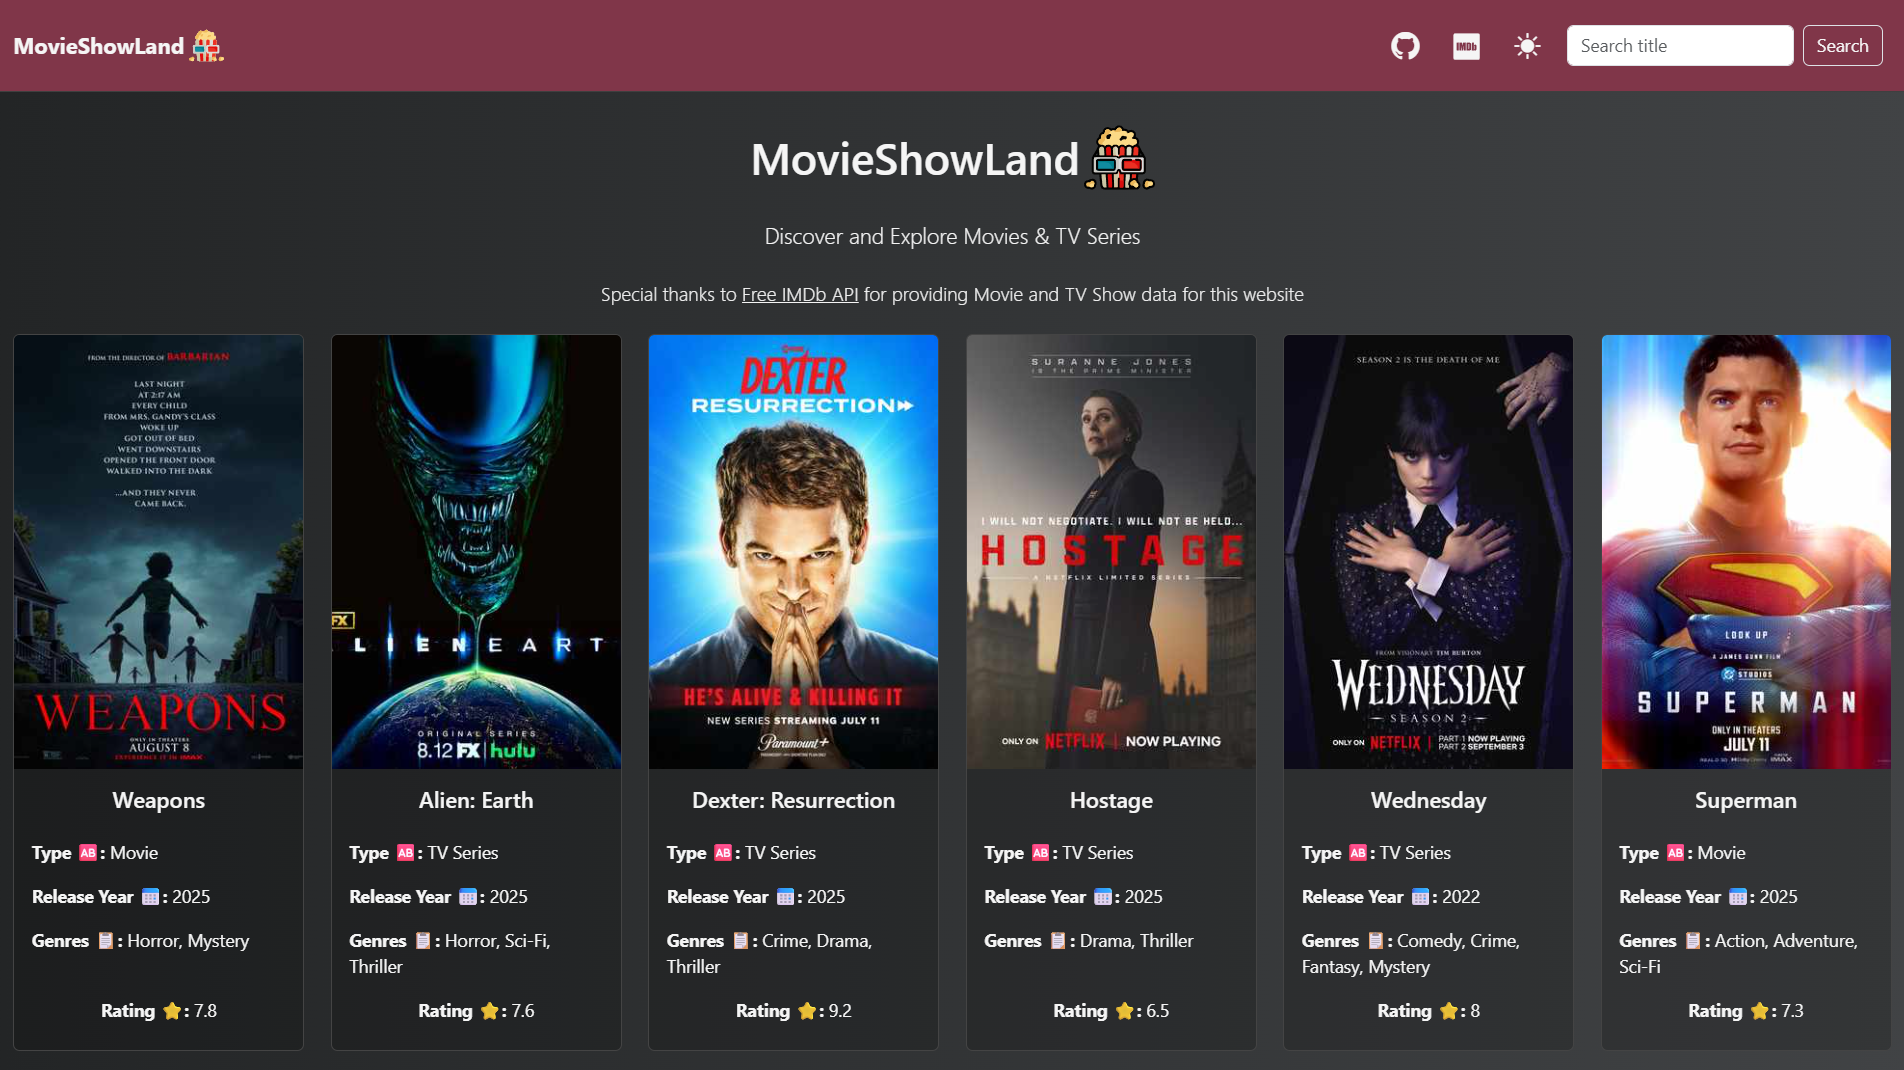 MovieShowLand
IMDb
Search title
Search
MovieShowLand
Discover and Explore Movies & TV Series
Special thanks to Free IMDb API for providing Movie and TV Show data for this website
FROM THE DIRECTOR OF BARBARIAN
LAST NIGHT
AT 2:17 AM
EVERY CHILD
FROM MRS. GANDY'S CLASS
WOKE UP
GOT OUT OF BED
WENT DOWNSTAIRS
OPENED THE FRONT DOOR
WALKED INTO THE DARK
...AND THEY NEVER
CAME BACK.
WEAPONS
ONLY IN THEATERS
AUGUST 8
EXPERIENCE IT IN IMAX
Weapons
Type 🆎: Movie
Release Year 📅: 2025
Genres 📋: Horror, Mystery
Rating ⭐: 7.8
FX
LIEN EART
ORIGINAL SERIES
8.12 FX | hulu
Alien: Earth
Type 🆎: TV Series
Release Year 📅: 2025
Genres 📋: Horror, Sci-Fi,
Thriller
Rating ⭐: 7.6
DEXTER
RESURRECTION
HE'S ALIVE & KILLING IT
NEW SERIES STREAMING JULY 11
Paramount+
Dexter: Resurrection
Type 🆎: TV Series
Release Year 📅: 2025
Genres 📋: Crime, Drama,
Thriller
Rating ⭐: 9.2
SURANNE JONES
IS THE PRIME MINISTER
I WILL NOT NEGOTIATE. I WILL NOT BE HELD...
HOSTAGE
A NETFLIX LIMITED SERIES
ONLY ON NETFLIX | NOW PLAYING
Hostage
Type 🆎: TV Series
Release Year 📅: 2025
Genres 📋: Drama, Thriller
Rating ⭐: 6.5
SEASON 2 IS THE DEATH OF ME
FROM VISIONARY TIM BURTON
WEDNESDAY
SEASON 2
ONLY ON NETFLIX | PART 1 NOW PLAYING
PART 2 SEPTEMBER 3
Wednesday
Type 🆎: TV Series
Release Year 📅: 2022
Genres 📋: Comedy, Crime,
Fantasy, Mystery
Rating ⭐: 8
LOOK UP
A JAMES GUNN FILM
DC STUDIOS
SUPERMAN
ONLY IN THEATERS
JULY 11
IMAX
Superman
Type 🆎: Movie
Release Year 📅: 2025
Genres 📋: Action, Adventure,
Sci-Fi
Rating ⭐: 7.3